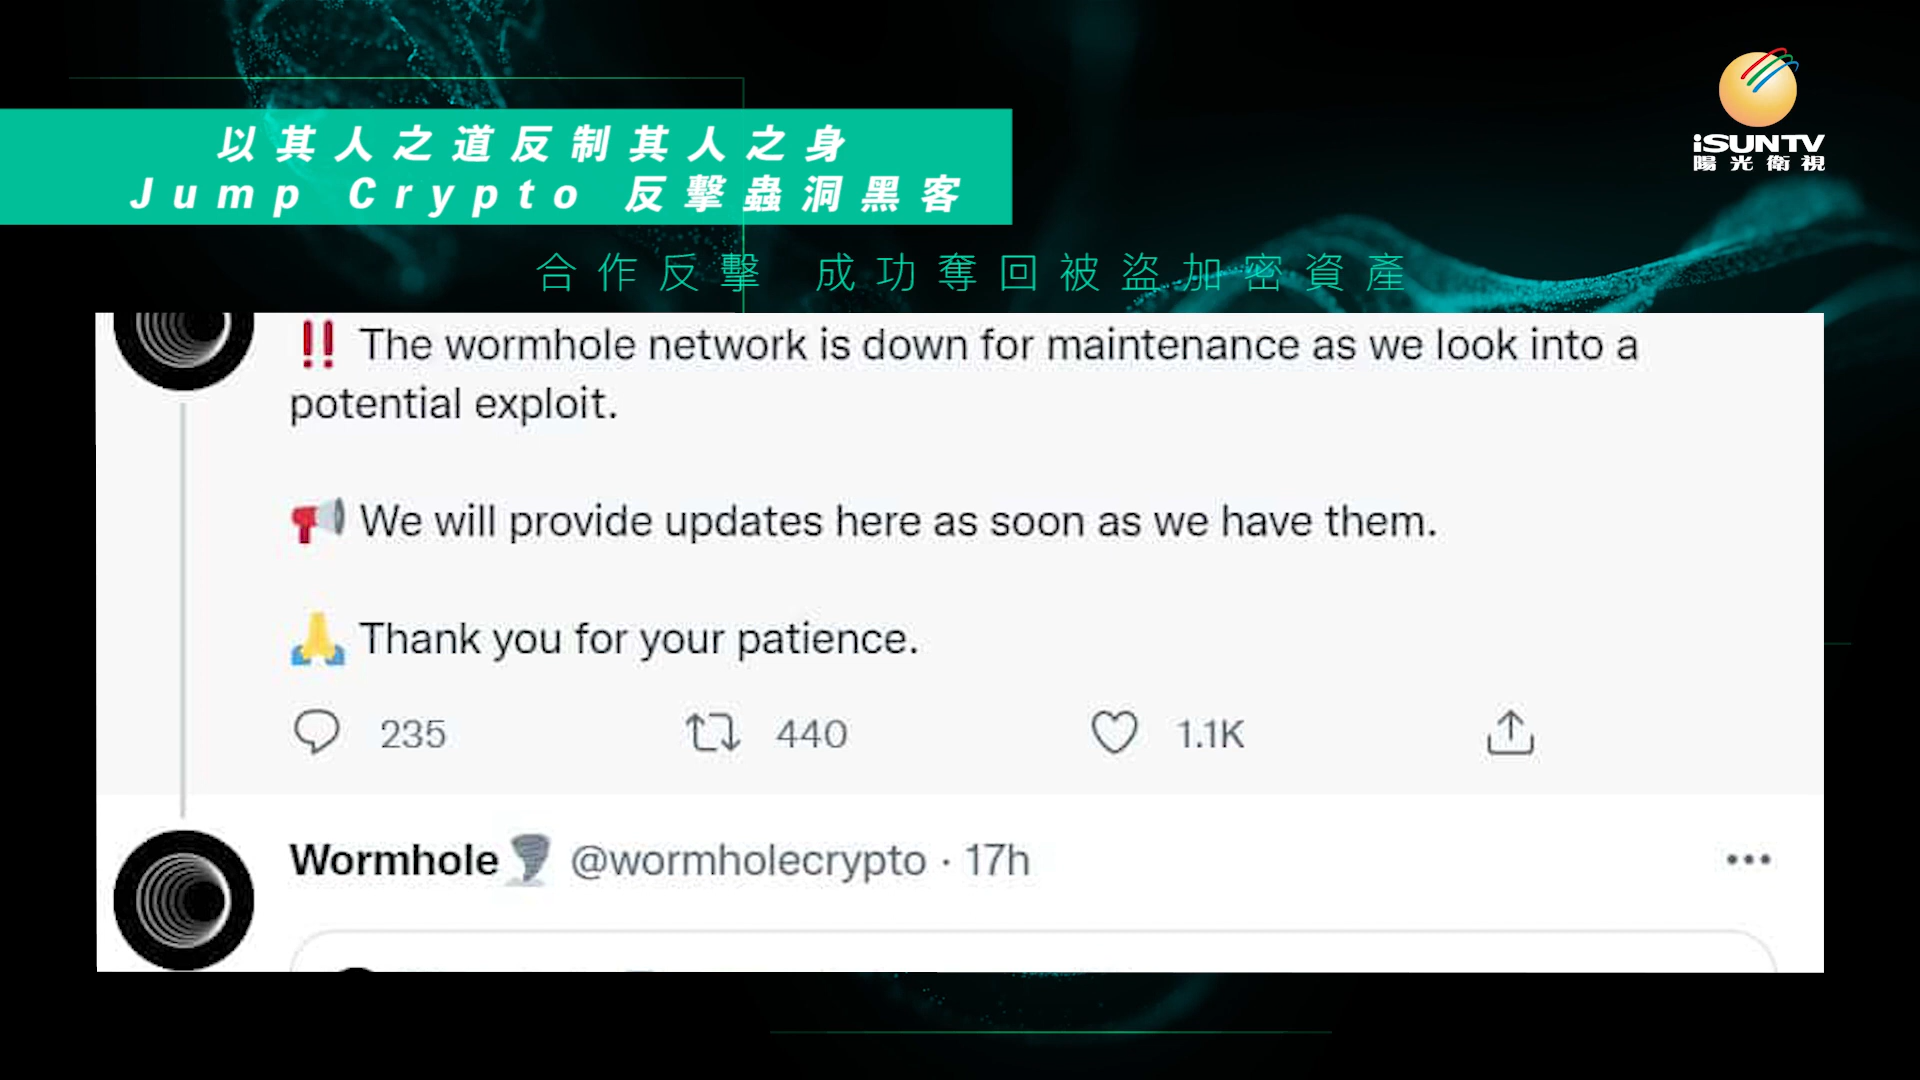 以其人之道反制其人之身
Jump Crypto 反擊蟲洞黑客
iSUNTV
陽光衛視
合作反擊 成功奪回被盜加密資產
‼ The wormhole network is down for maintenance as we look into a
potential exploit.
📢 We will provide updates here as soon as we have them.
🙏 Thank you for your patience.
235 440 1.1K
Wormhole🌪 @wormholecrypto · 17h